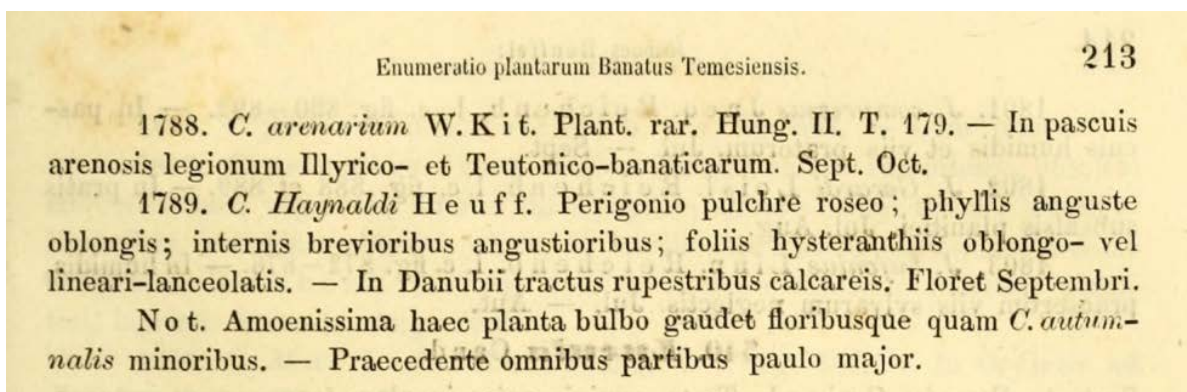 Enumeratio plantarum Banatus Temesiensis.
213
1788. C. arenarium W. Kit. Plant. rar. Hung. II. T. 179. — In pascuis
arenosis legionum Illyrico- et Teutonico-banaticarum. Sept. Oct.
1789. C. Haynaldi Heuff. Perigonio pulchre roseo; phyllis anguste
oblongis; internis brevioribus angustioribus; foliis hysteranthiis oblongo- vel
lineari-lanceolatis. — In Danubii tractus rupestribus calcareis. Floret Septembri.
Not. Amoenissima haec planta bulbo gaudet floribusque quam C. autum-
nalis minoribus. — Praecedente omnibus partibus paulo major.